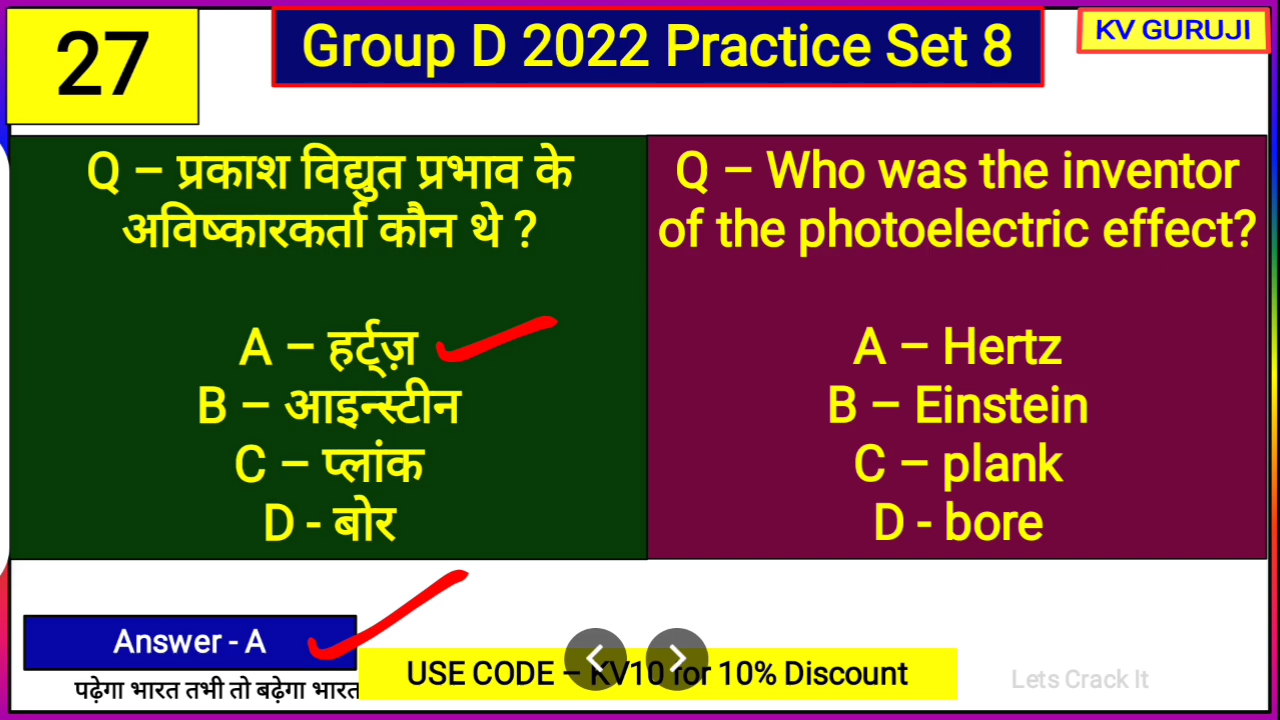 27
Group D 2022 Practice Set 8
KV GURUJI
Q – प्रकाश विद्युत प्रभाव के
अविष्कारकर्ता कौन थे ?
A – हर्ट्ज़
B – आइन्स्टीन
C – प्लांक
D - बोर
Q – Who was the inventor
of the photoelectric effect?
A – Hertz
B – Einstein
C – plank
D - bore
Answer - A
पढ़ेगा भारत तभी तो बढ़ेगा भारत
USE CODE – KV10 for 10% Discount
Lets Crack It